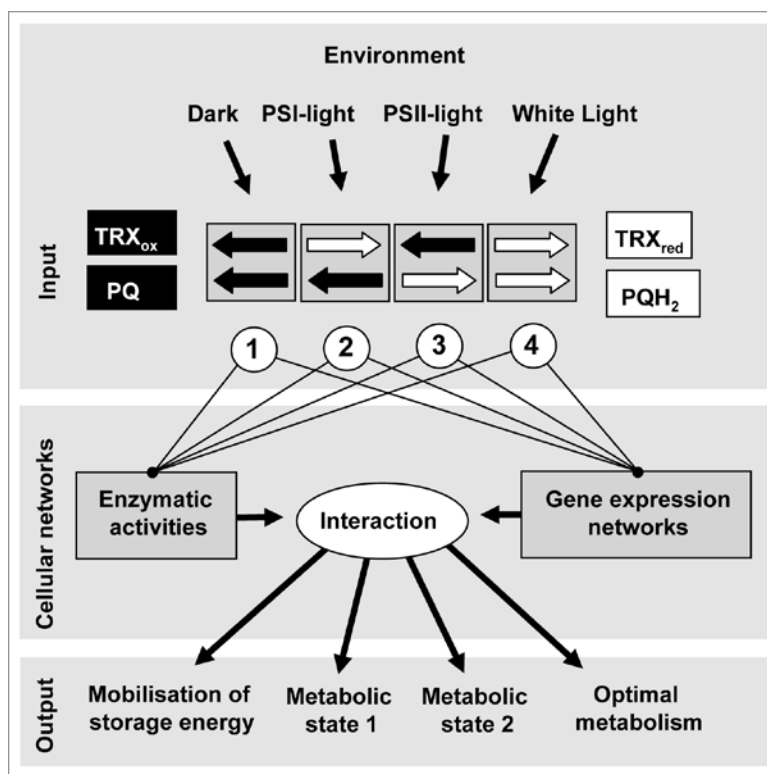 Environment
Dark PSI-light PSII-light White Light
Input
TRXox
PQ
TRXred
PQH2
1 2 3 4
Cellular networks
Enzymatic
activities
Interaction
Gene expression
networks
Output
Mobilisation of
storage energy
Metabolic
state 1
Metabolic
state 2
Optimal
metabolism